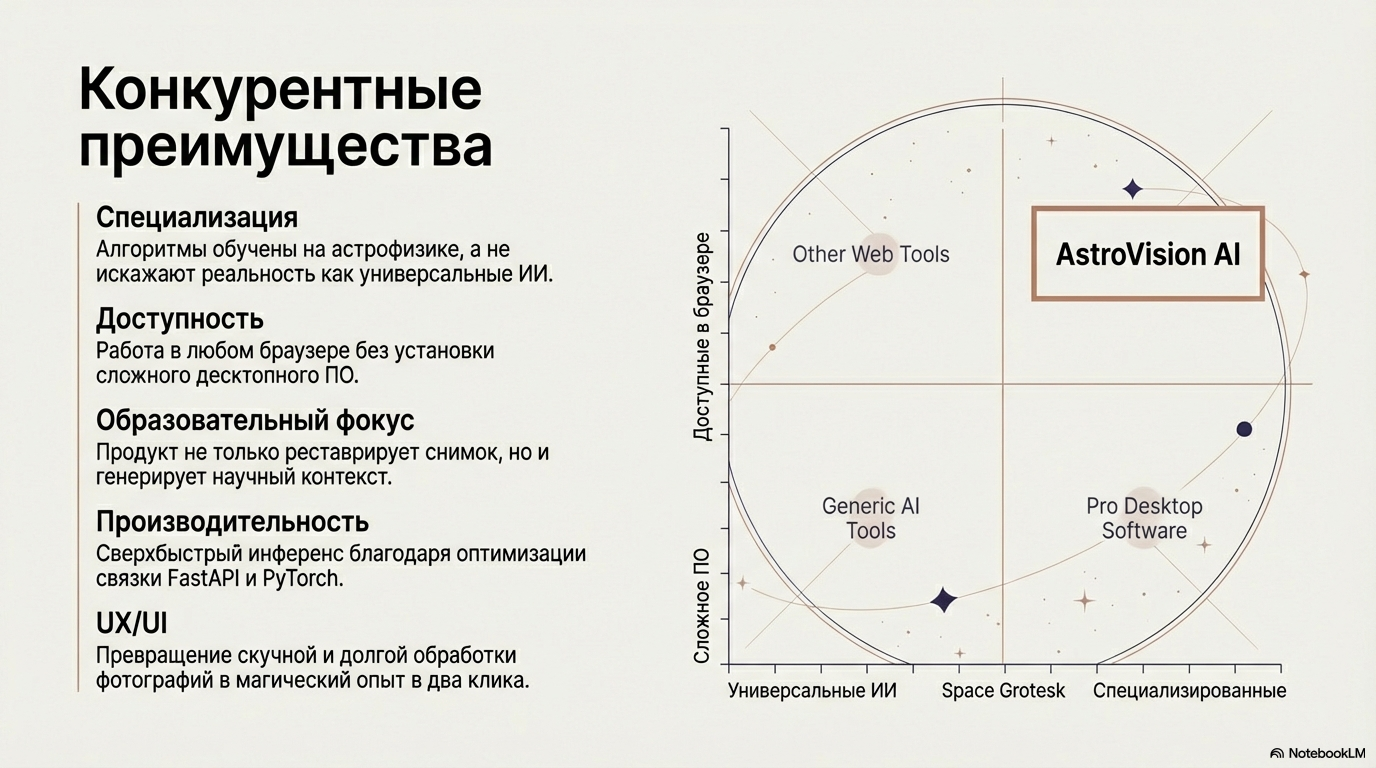 Конкурентные
преимущества
Специализация
Алгоритмы обучены на астрофизике, а не
искажают реальность как универсальные ИИ.
Доступность
Работа в любом браузере без установки
сложного десктопного ПО.
Образовательный фокус
Продукт не только реставрирует снимок, но и
генерирует научный контекст.
Производительность
Сверхбыстрый инференс благодаря оптимизации
связки FastAPI и PyTorch.
UX/UI
Превращение скучной и долгой обработки
фотографий в магический опыт в два клика.
Доступные в браузере
Сложное ПО
Other Web Tools
AstroVision AI
Generic AI
Tools
Pro Desktop
Software
Универсальные ИИ
Space Grotesk
Специализированные
NotebookLM